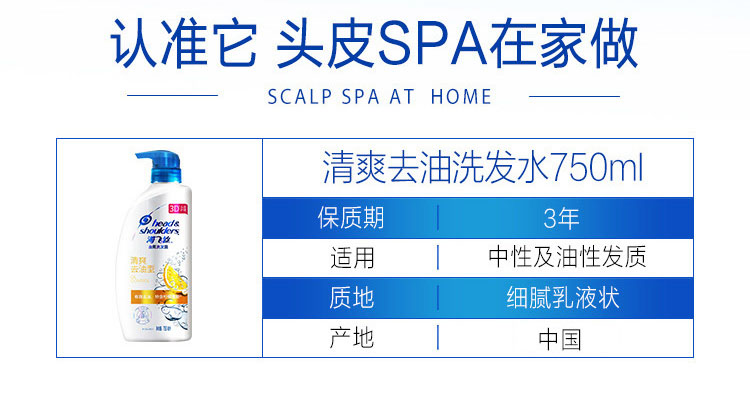 认准它 头皮SPA在家做
SCALP SPA AT HOME
清爽去油洗发水750ml
保质期 3年
适用 中性及油性发质
质地 细腻乳液状
产地 中国
3D
head&
shoulders
海飞丝
清爽
去油型